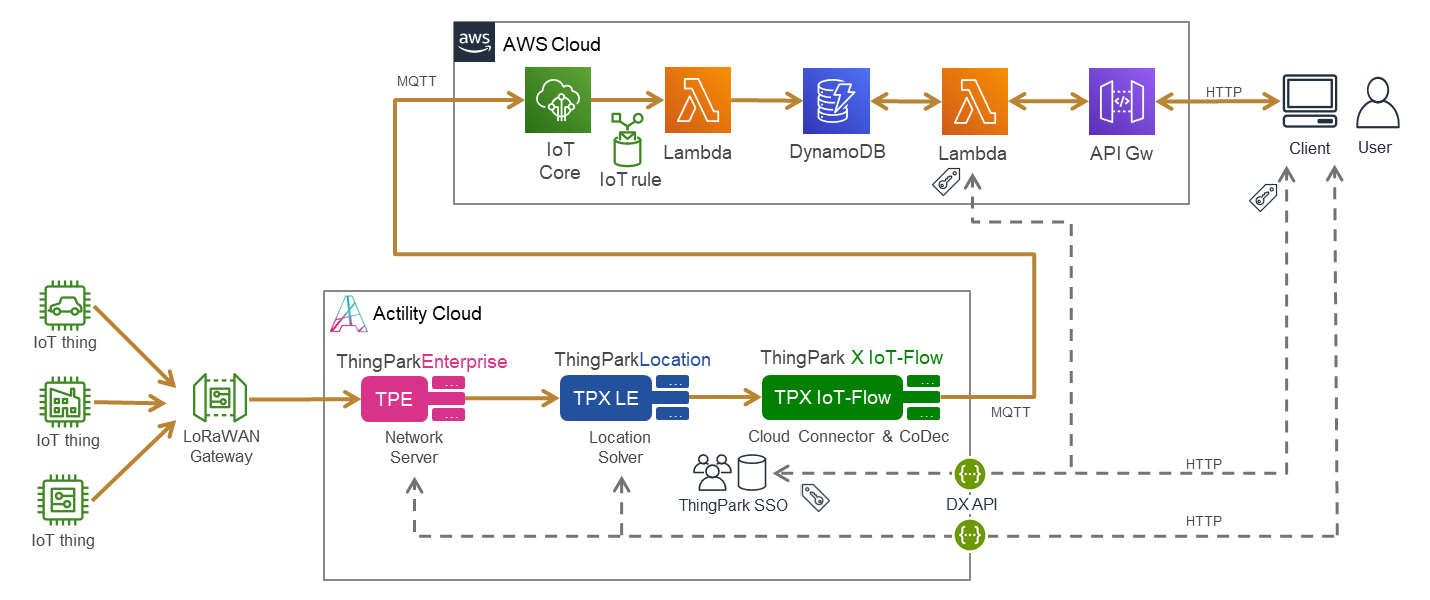 aws
AWS Cloud
MQTT
IoT
Core
IoT rule
Lambda
DynamoDB
Lambda
API Gw
HTTP
Client
User
IoT thing
IoT thing
IoT thing
LoRaWAN
Gateway
Actility Cloud
ThingParkEnterprise
TPE
...
...
Network
Server
ThingParkLocation
TPX LE
...
...
Location
Solver
ThingPark X IoT-Flow
TPX IoT-Flow
...
...
Cloud Connector & CoDec
MQTT
ThingPark SSO
{··}
DX API
{··}
HTTP
HTTP